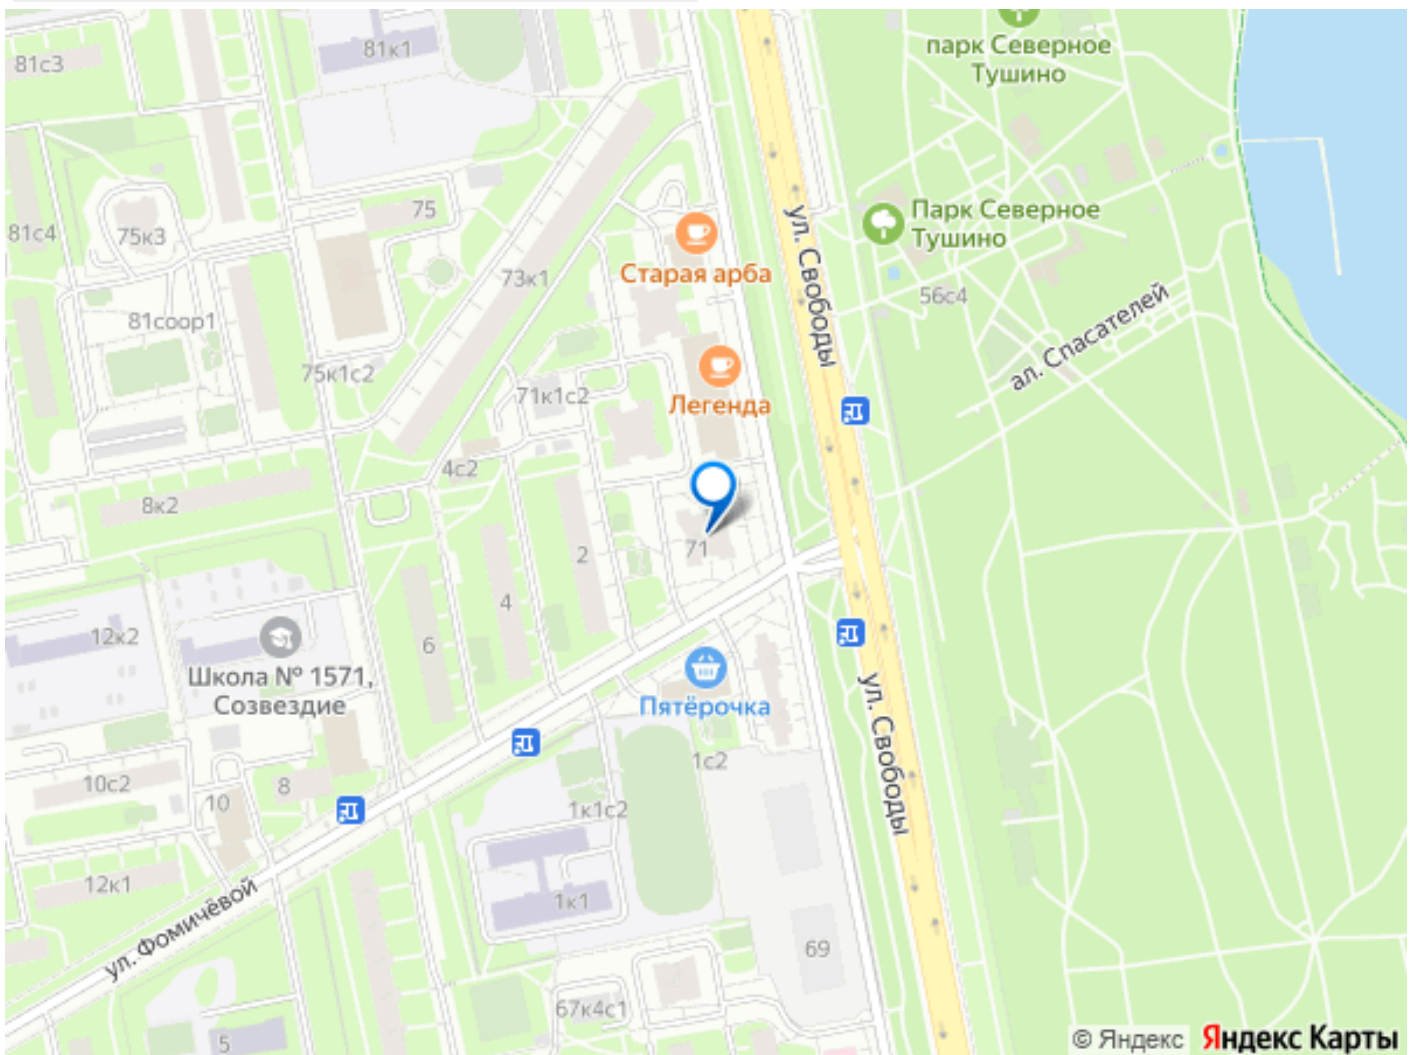 81с3
81к1
парк Северное
Тушино
81с4
75к3
75
Старая арба
ул. Свободы
Парк Северное
Тушино
73к1
56с4
81соор1
75к1с2
71к1с2
Легенда
ал. Спасателей
4с2
8к2
71
2
4
6
12к2
Школа № 1571,
Созвездие
Пятёрочка
ул. Свободы
1с2
10с2
8
10
1к1с2
12к1
1к1
ул. Фомичёвой
69
67к4с1
5
© Яндекс Яндекс Карты